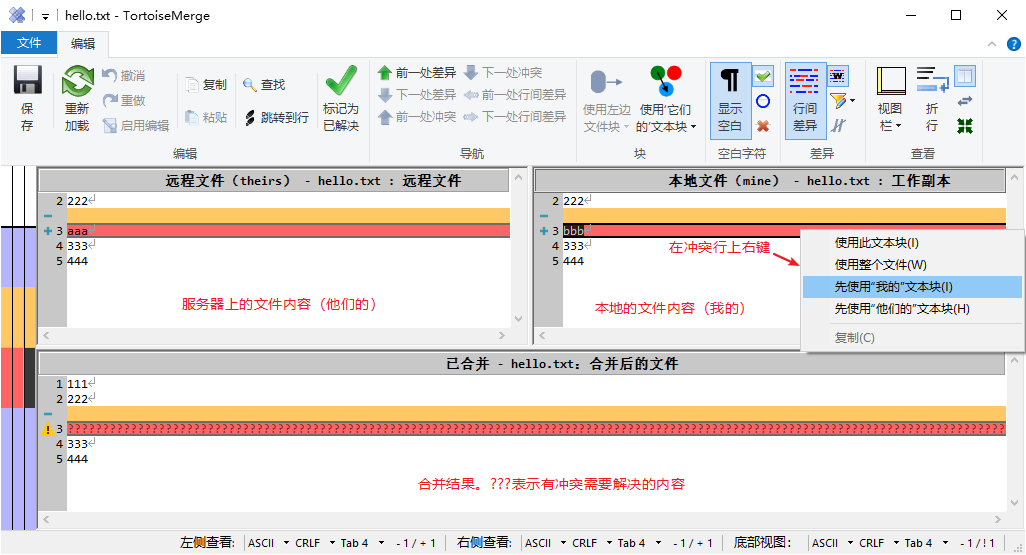 hello.txt - TortoiseMerge
文件 编辑
保存
重新加载
撤消
重做
启用编辑
复制
粘贴
查找
跳转到行
标记为已解决
前一处差异
下一处差异
前一处冲突
下一处冲突
前一处行间差异
下一处行间差异
使用左边文件块
使用'它们的'文本块
显示空白
行间差异
视图栏
折行
编辑 导航 块 空白字符 差异 查看
远程文件（theirs） - hello.txt : 远程文件
2 222
3 aaa
4 333
5 444
服务器上的文件内容（他们的）
本地文件（mine） - hello.txt : 工作副本
2 222
3 bbb
4 333
5 444
在冲突行上右键
本地的文件内容（我的）
使用此文本块(I)
使用整个文件(W)
先使用“我的”文本块(I)
先使用“他们的”文本块(H)
复制(C)
已合并 - hello.txt: 合并后的文件
1 111
2 222
4 333
5 444
合并结果。???表示有冲突需要解决的内容
左侧查看: ASCII CRLF Tab 4 - 1 / + 1 右侧查看: ASCII CRLF Tab 4 - 1 / + 1 底部视图: ASCII CRLF Tab 4 - 1 / ! 1